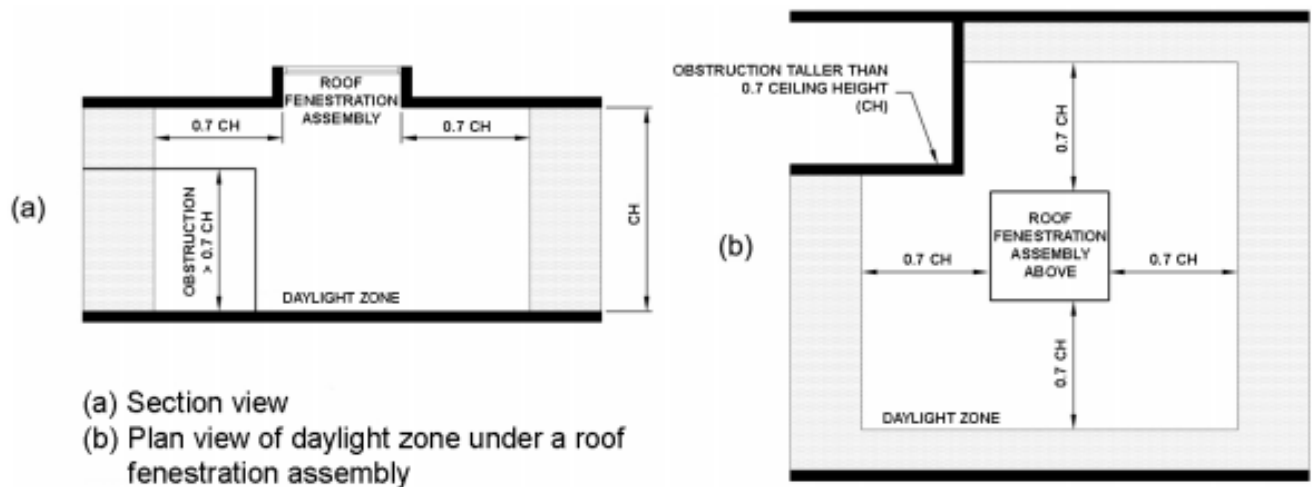 (a)
ROOF
FENESTRATION
ASSEMBLY
0.7 CH
0.7 CH
OBSTRUCTION
> 0.7 CH
CH
DAYLIGHT ZONE
(a) Section view
(b) Plan view of daylight zone under a roof
fenestration assembly
(b)
OBSTRUCTION TALLER THAN
0.7 CEILING HEIGHT
(CH)
0.7 CH
ROOF
FENESTRATION
ASSEMBLY
ABOVE
0.7 CH
0.7 CH
0.7 CH
DAYLIGHT ZONE